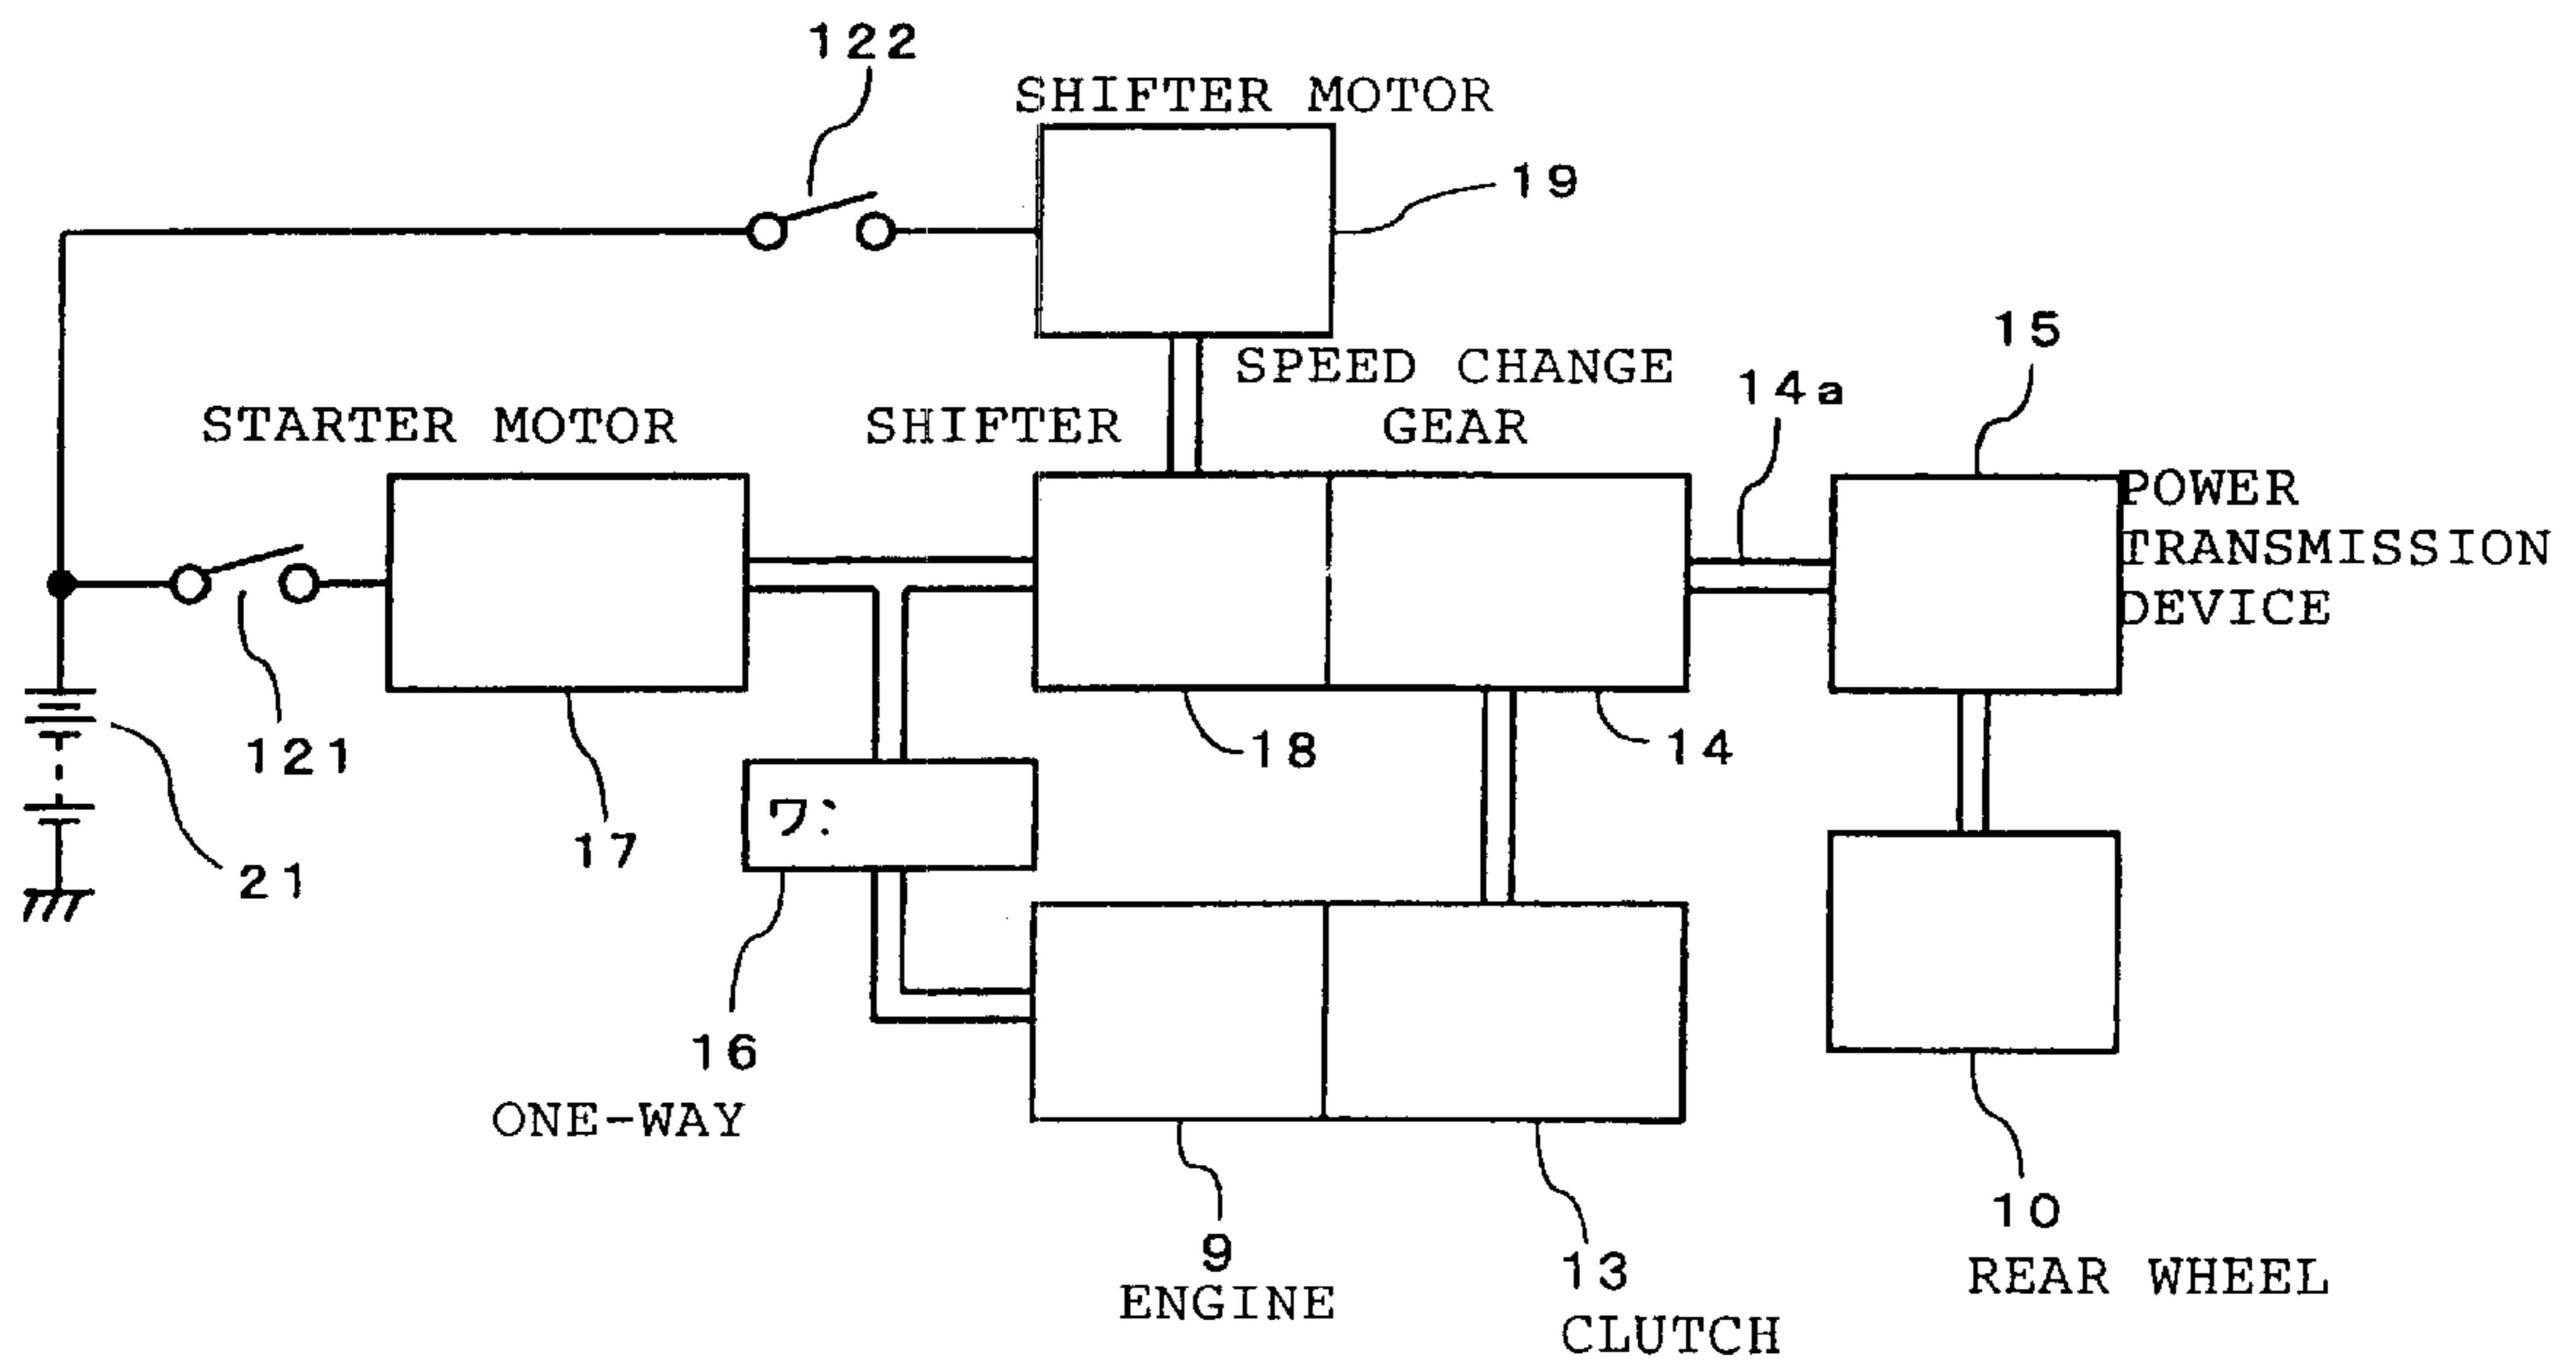 122
SHIFTER MOTOR
19
15
SPEED CHANGE
GEAR
14a
STARTER MOTOR
SHIFTER
POWER
TRANSMISSION
DEVICE
121
18
14
21
17
ワ
16
ONE-WAY
9
ENGINE
13
CLUTCH
10
REAR WHEEL